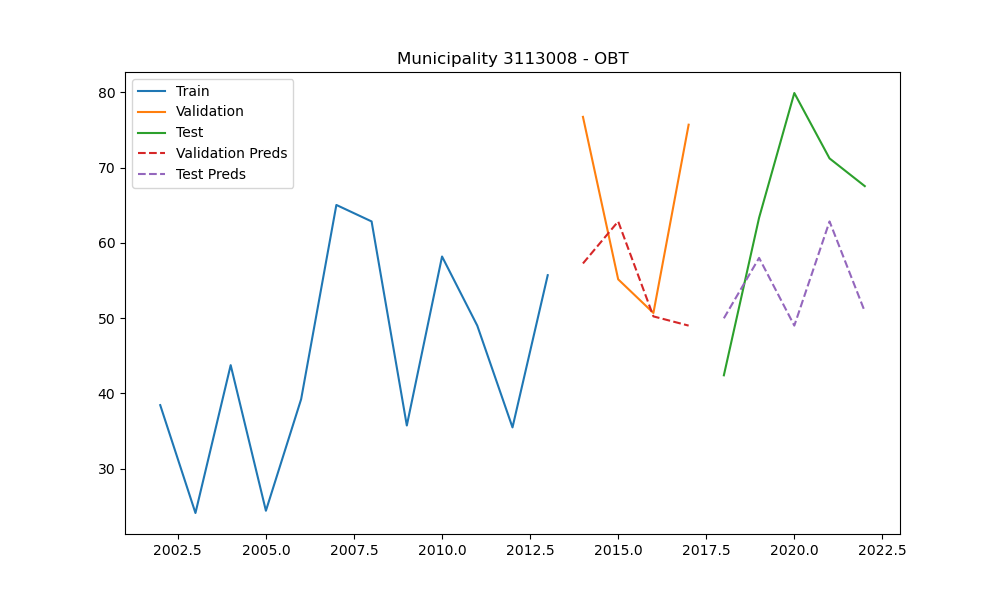 Municipality 3113008 - OBT
Train
Validation
Test
Validation Preds
Test Preds
80
70
60
50
40
30
2002.5 2005.0 2007.5 2010.0 2012.5 2015.0 2017.5 2020.0 2022.5